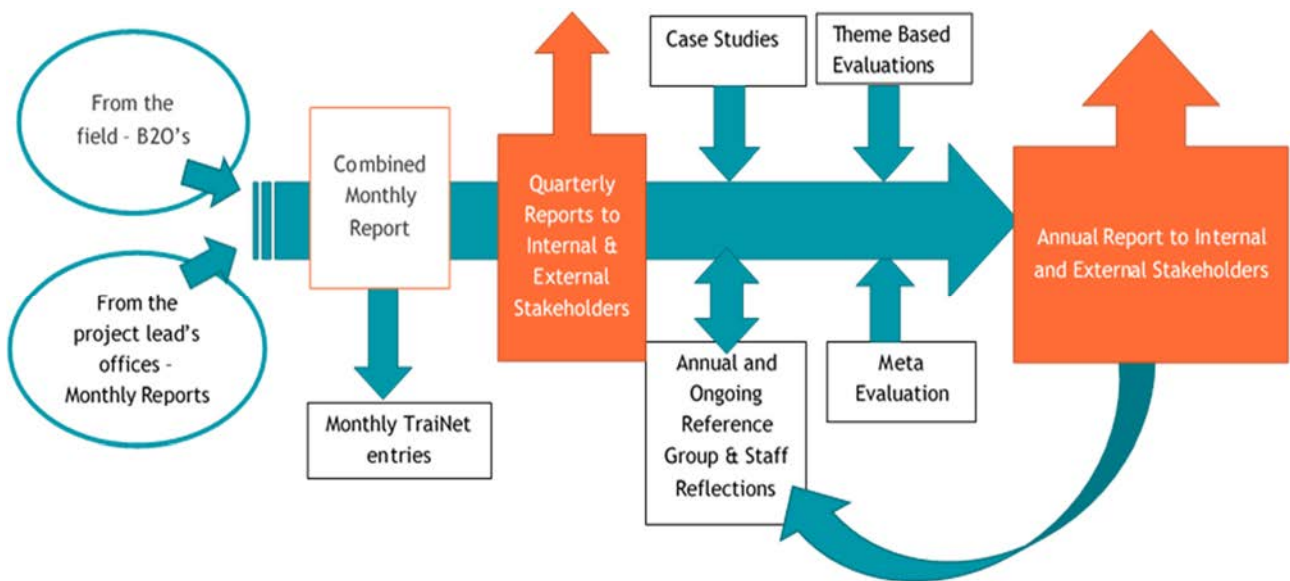 From the
field - B2O's
From the
project lead's
offices -
Monthly Reports
Combined
Monthly
Report
Monthly TraiNet
entries
Quarterly
Reports to
Internal &
External
Stakeholders
Case Studies
Theme Based
Evaluations
Annual and
Ongoing
Reference
Group & Staff
Reflections
Meta
Evaluation
Annual Report to Internal
and External Stakeholders